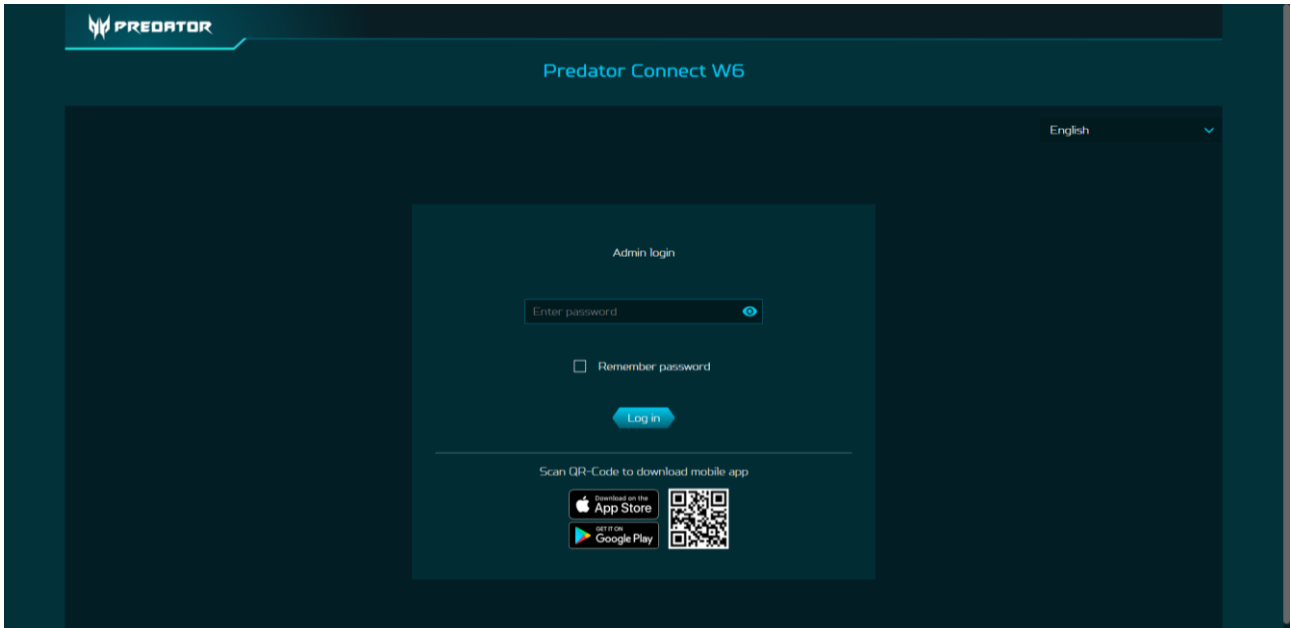 PREDATOR
Predator Connect W6
English
Admin login
Enter password
Remember password
Log in
Scan QR-Code to download mobile app
Download on the
App Store
GET IT ON
Google Play